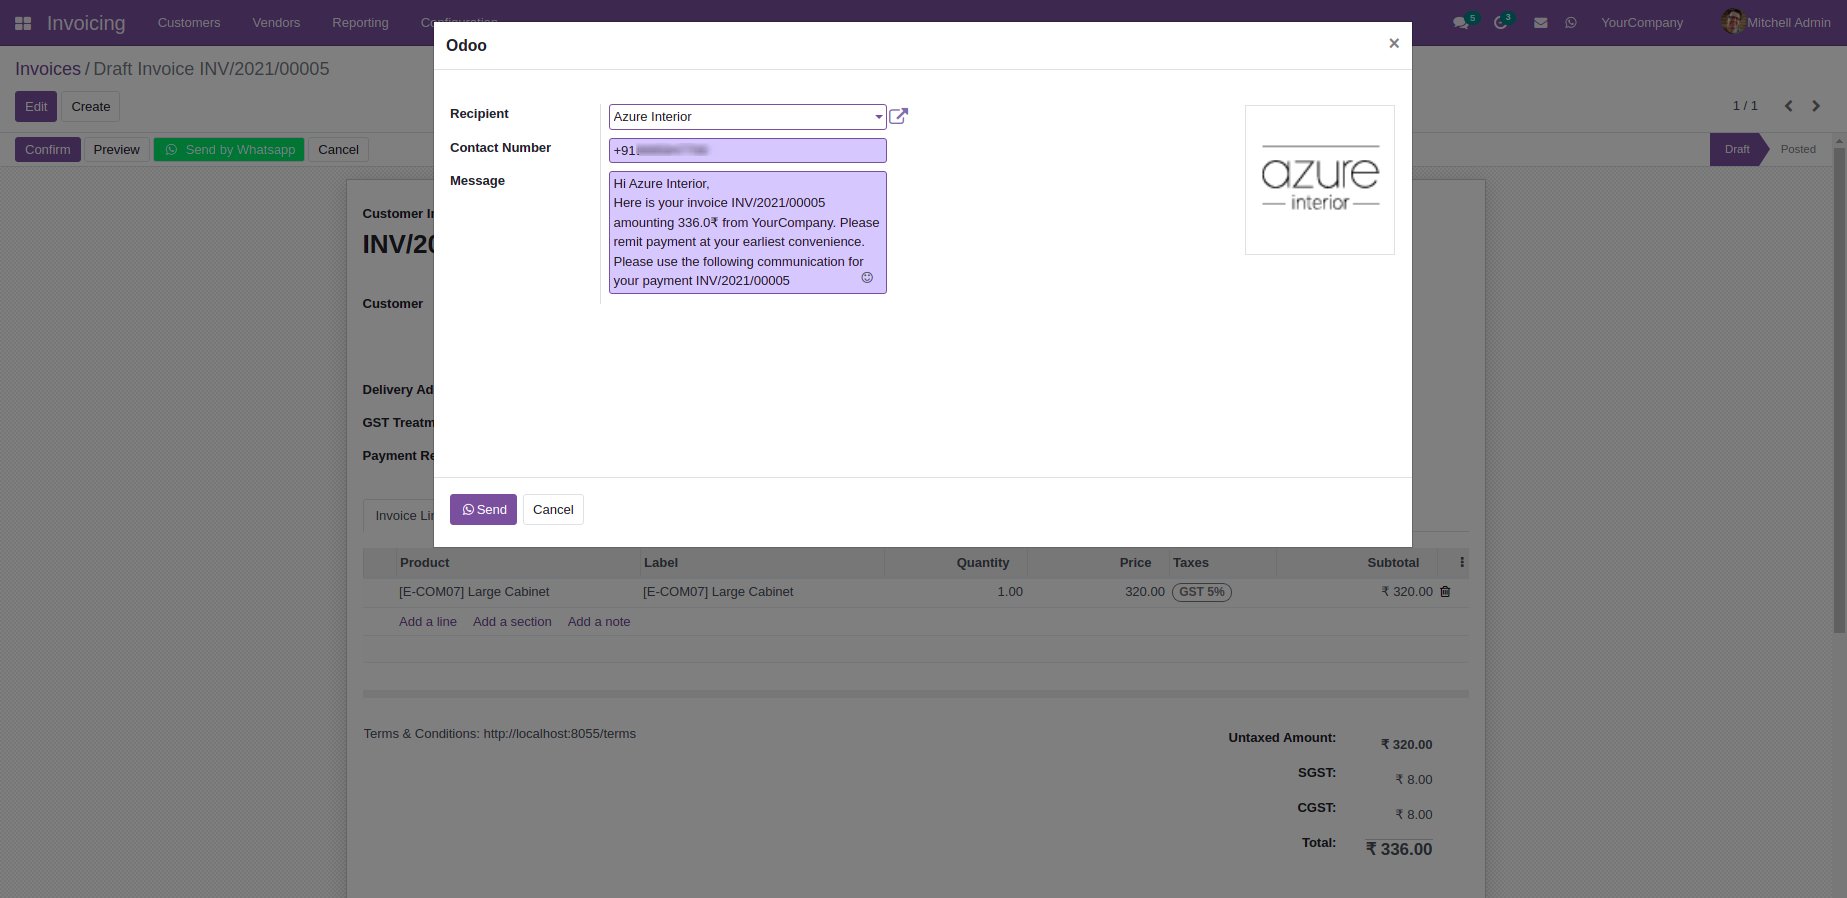 Invoicing
Customers
Vendors
Reporting
Configuration
5
3
YourCompany
Mitchell Admin
Invoices / Draft Invoice INV/2021/00005
Edit
Create
1 / 1
Confirm
Preview
Send by Whatsapp
Cancel
Draft
Posted
Odoo
×
Recipient
Azure Interior
Contact Number
+91
Message
Hi Azure Interior,
Here is your invoice INV/2021/00005
amounting 336.0₹ from YourCompany. Please
remit payment at your earliest convenience.
Please use the following communication for
your payment INV/2021/00005
azure
interior
Send
Cancel
Customer In
INV/20
Customer
Delivery Ad
GST Treatm
Payment Re
Invoice Lin
Product
Label
Quantity
Price
Taxes
Subtotal
[E-COM07] Large Cabinet
[E-COM07] Large Cabinet
1.00
320.00
GST 5%
₹ 320.00
Add a line
Add a section
Add a note
Terms & Conditions: http://localhost:8055/terms
Untaxed Amount:
₹ 320.00
SGST:
₹ 8.00
CGST:
₹ 8.00
Total:
₹ 336.00